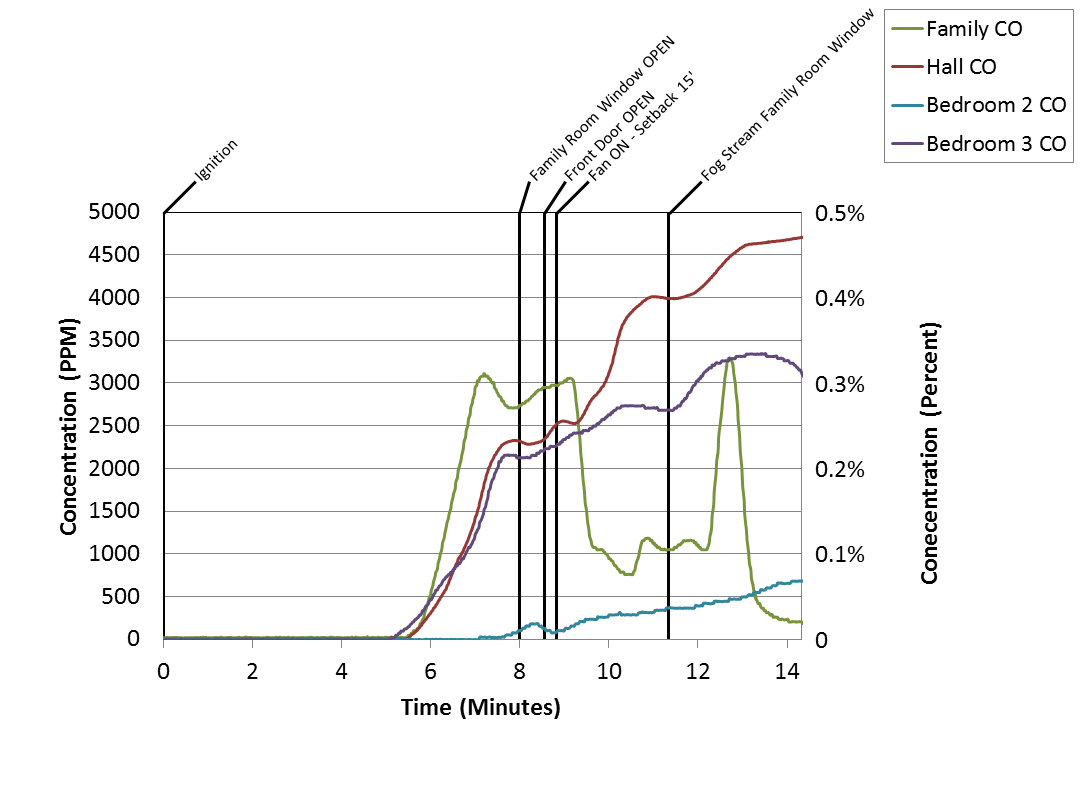 Family CO
Hall CO
Bedroom 2 CO
Bedroom 3 CO
Ignition
Family Room Window OPEN
Front Door OPEN
Fan ON - Setback 15'
Fog Stream Family Room Window
5000
4500
4000
3500
3000
2500
2000
1500
1000
500
0
Concentration (PPM)
0.5%
0.4%
0.3%
0.2%
0.1%
0
Conecentration (Percent)
0 2 4 6 8 10 12 14
Time (Minutes)